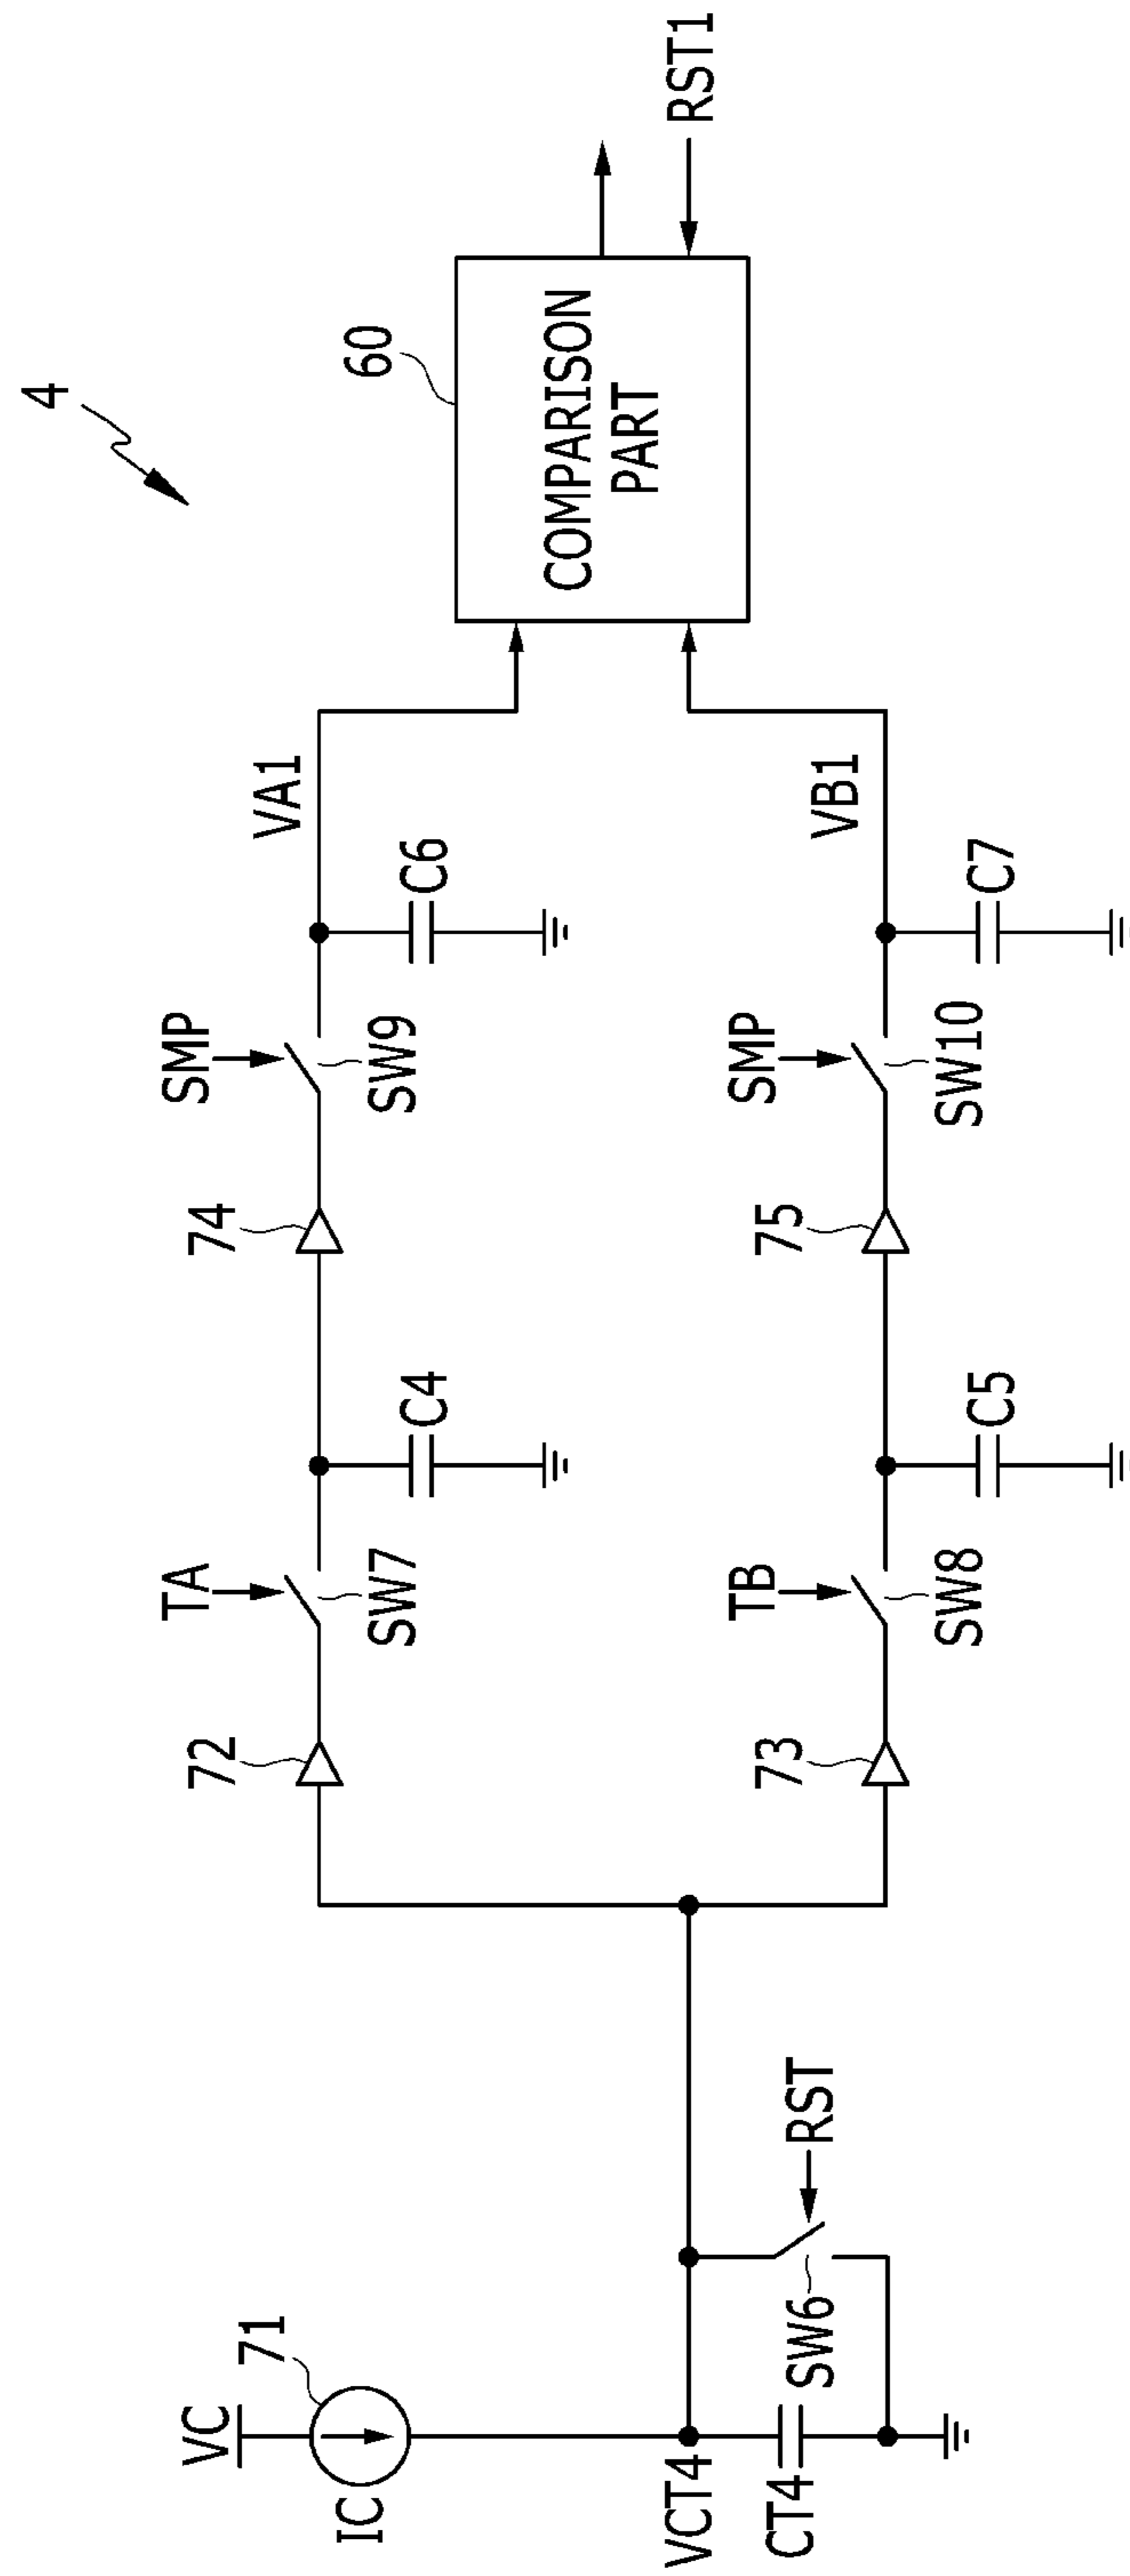 4
VC
71
IC
VCT4
CT4
SW6
RST
72
TA
SW7
C4
74
SMP
SW9
C6
VA1
73
TB
SW8
C5
75
SMP
SW10
C7
VB1
60
COMPARISON
PART
RST1